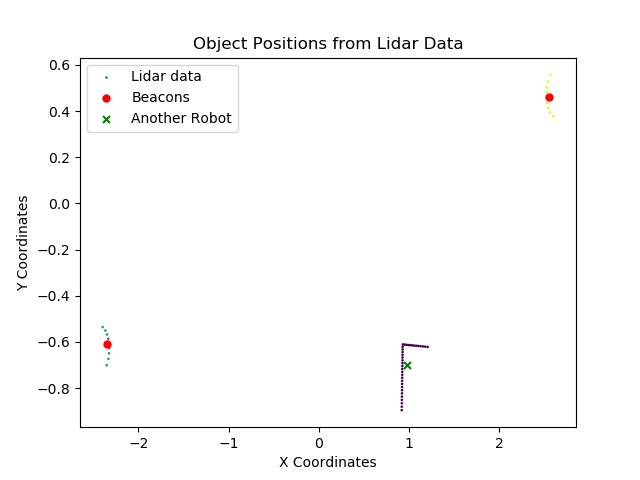 Object Positions from Lidar Data
Lidar data
Beacons
Another Robot
0.6
0.4
0.2
0.0
−0.2
−0.4
−0.6
−0.8
Y Coordinates
−2
−1
0
1
2
X Coordinates